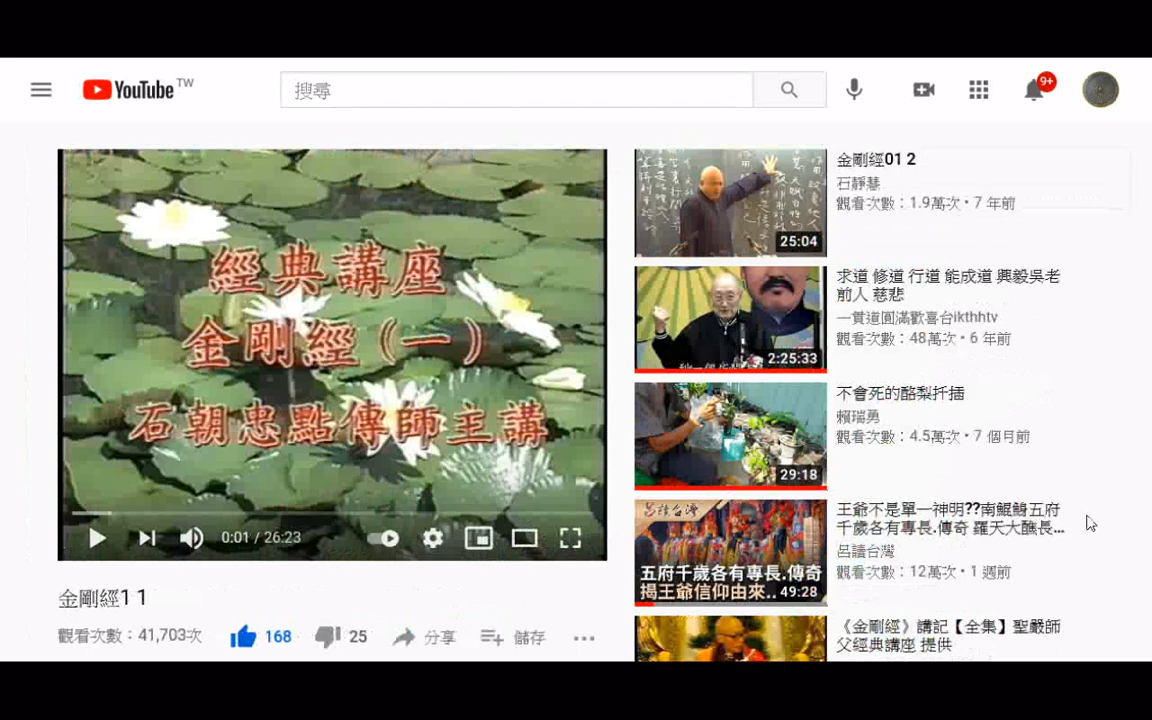 YouTube TW
搜尋
9+
經典講座
金剛經(一)
石朝忠點傳師主講
0:01 / 26:23
金剛經1 1
觀看次數：41,703次
168
25
分享
儲存
25:04
金剛經01 2
石靜慧
觀看次數：1.9萬次・7 年前
2:25:33
求道 修道 行道 能成道 興毅吳老
前人 慈悲
一貫道圓滿歡喜台ikthhtv
觀看次數：48萬次・6 年前
29:18
不會死的酪梨扦插
賴瑞勇
觀看次數：4.5萬次・7 個月前
呂讀台灣
五府千歲各有專長.傳奇
揭王爺信仰由來..
49:28
王爺不是單一神明??南鯤鯓五府
千歲各有專長.傳奇 羅天大醮長...
呂讀台灣
觀看次數：12萬次・1 週前
《金剛經》講記【全集】聖嚴師
父經典講座 提供